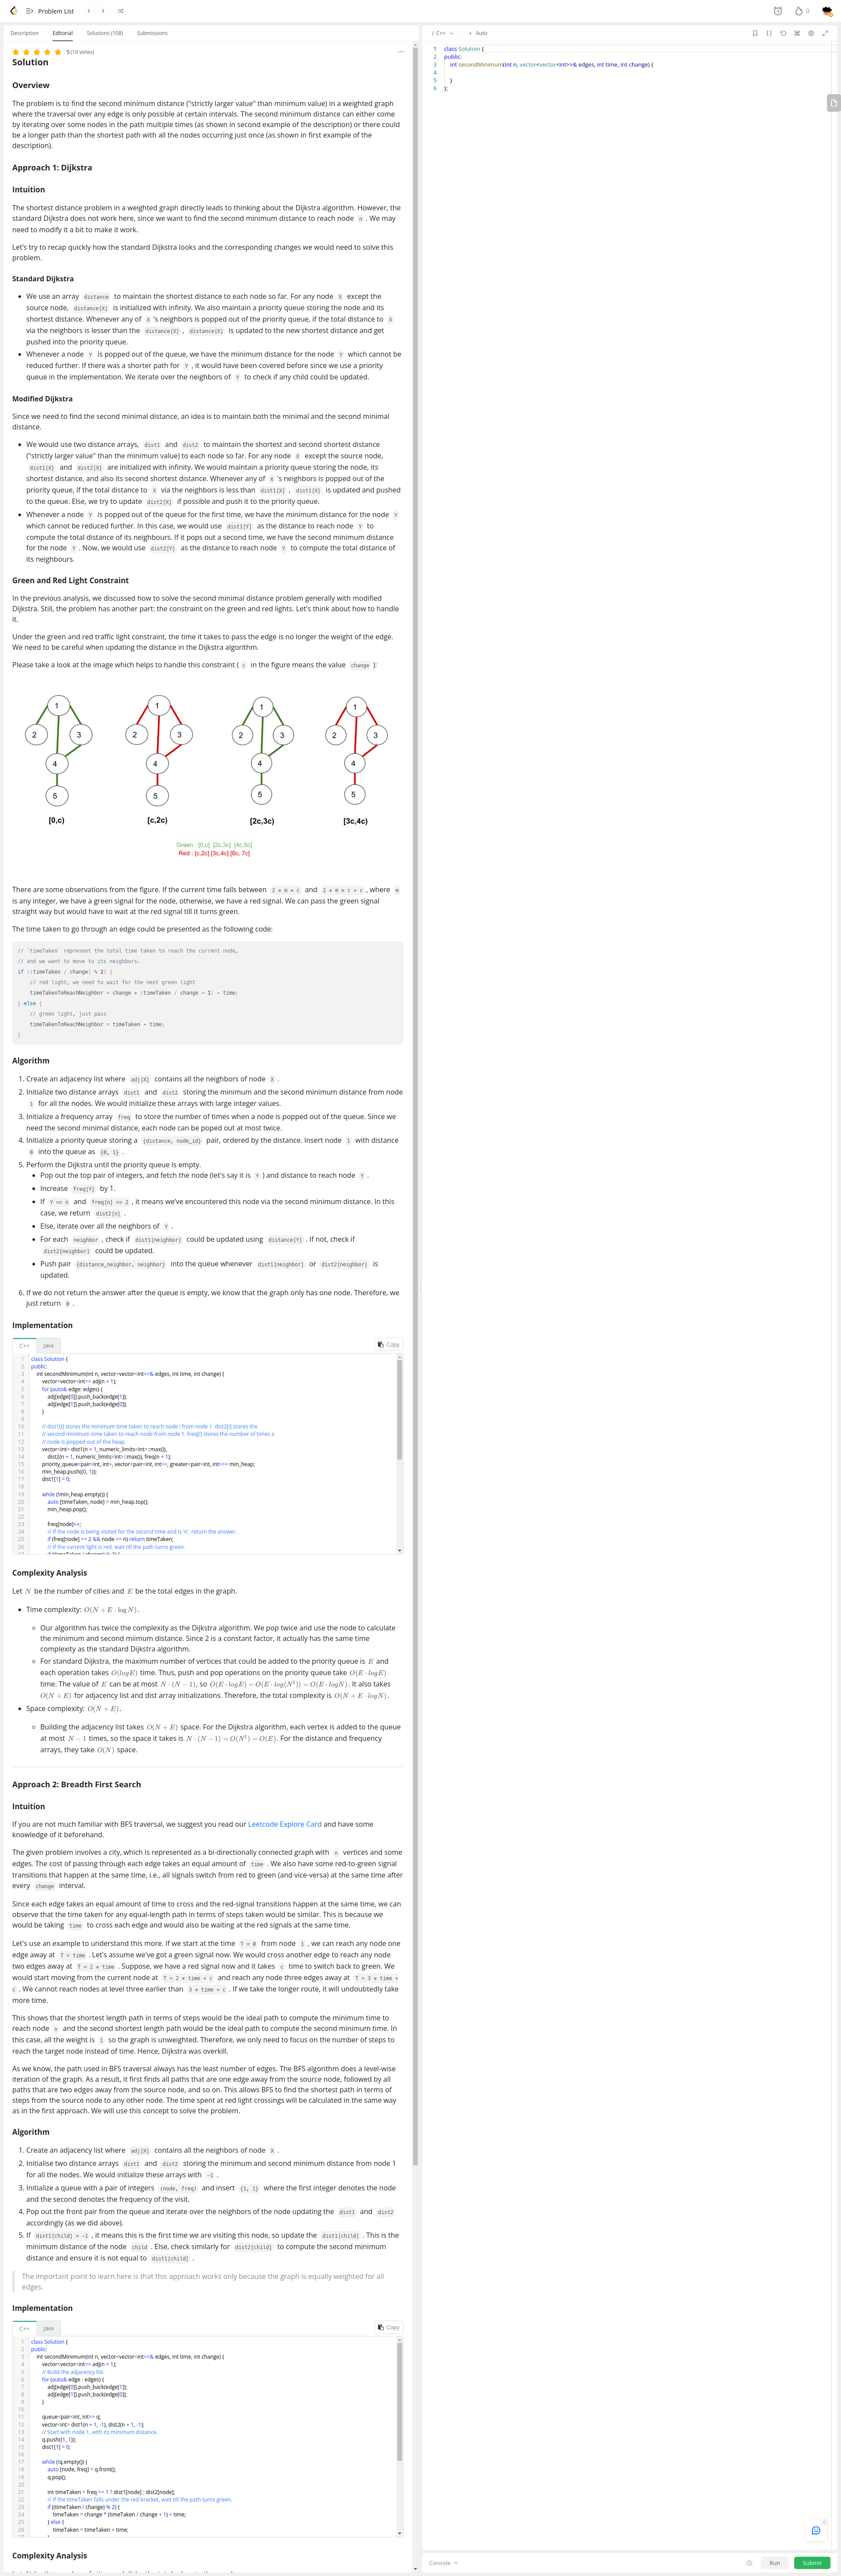 Problem List
0
Description Editorial Solutions (108) Submissions
5 (10 votes)
Solution
Overview
The problem is to find the second minimum distance ("strictly larger value" than minimum value) in a weighted graph
where the traversal over any edge is only possible at certain intervals. The second minimum distance can either come
by iterating over some nodes in the path multiple times (as shown in second example of the description) or there could
be a longer path than the shortest path with all the nodes occurring just once (as shown in first example of the
description).
Approach 1: Dijkstra
Intuition
The shortest distance problem in a weighted graph directly leads to thinking about the Dijkstra algorithm. However, the
standard Dijkstra does not work here, since we want to find the second minimum distance to reach node n . We may
need to modify it a bit to make it work.
Let's try to recap quickly how the standard Dijkstra looks and the corresponding changes we would need to solve this
problem.
Standard Dijkstra
• We use an array distance to maintain the shortest distance to each node so far. For any node X except the
source node, distance[X] is initialized with infinity. We also maintain a priority queue storing the node and its
shortest distance. Whenever any of X 's neighbors is popped out of the priority queue, if the total distance to X
via the neighbors is lesser than the distance[X] , distance[X] is updated to the new shortest distance and get
pushed into the priority queue.
• Whenever a node Y is popped out of the queue, we have the minimum distance for the node Y which cannot be
reduced further. If there was a shorter path for Y , it would have been covered before since we use a priority
queue in the implementation. We iterate over the neighbors of Y to check if any child could be updated.
Modified Dijkstra
Since we need to find the second minimal distance, an idea is to maintain both the minimal and the second minimal
distance.
• We would use two distance arrays, dist1 and dist2 to maintain the shortest and second shortest distance
("strictly larger value" than the minimum value) to each node so far. For any node X except the source node,
dist1[X] and dist2[X] are initialized with infinity. We would maintain a priority queue storing the node, its
shortest distance, and also its second shortest distance. Whenever any of X 's neighbors is popped out of the
priority queue, if the total distance to X via the neighbors is less than dist1[X] , dist1[X] is updated and pushed
to the queue. Else, we try to update dist2[X] if possible and push it to the priority queue.
• Whenever a node Y is popped out of the queue for the first time, we have the minimum distance for the node Y
which cannot be reduced further. In this case, we would use dist1[Y] as the distance to reach node Y to
compute the total distance of its neighbours. If it pops out a second time, we have the second minimum distance
for the node Y . Now, we would use dist2[Y] as the distance to reach node Y to compute the total distance of
its neighbours.
Green and Red Light Constraint
In the previous analysis, we discussed how to solve the second minimal distance problem generally with modified
Dijkstra. Still, the problem has another part: the constraint on the green and red lights. Let's think about how to handle
it.
Under the green and red traffic light constraint, the time it takes to pass the edge is no longer the weight of the edge.
We need to be careful when updating the distance in the Dijkstra algorithm.
Please take a look at the image which helps to handle this constraint ( c in the figure means the value change ):
1 1 1 1
2 3 2 3 2 3 2 3
4 4 4 4
5 5 5 5
[0,c) [c,2c) [2c,3c) [3c,4c)
Green : [0,c] [2c,3c] [4c,5c]
Red : [c,2c] [3c,4c] [6c, 7c]
There are some observations from the figure. If the current time falls between 2 * m * c and 2 * m * c + c , where m
is any integer, we have a green signal for the node, otherwise, we have a red signal. We can pass the green signal
straight way but would have to wait at the red signal till it turns green.
The time taken to go through an edge could be presented as the following code:
// `timeTaken` represent the total time taken to reach the current node,
// and we want to move to its neighbors.
if ((timeTaken / change) % 2) {
// red light, we need to wait for the next green light
timeTakenToReachNeighbor = change * (timeTaken / change + 1) + time;
} else {
// green light, just pass
timeTakenToReachNeighbor = timeTaken + time;
}
Algorithm
1. Create an adjacency list where adj[X] contains all the neighbors of node X .
2. Initialize two distance arrays dist1 and dist2 storing the minimum and the second minimum distance from node
1 for all the nodes. We would initialize these arrays with large integer values.
3. Initialize a frequency array freq to store the number of times when a node is popped out of the queue. Since we
need the second minimal distance, each node can be poped out at most twice.
4. Initialize a priority queue storing a {distance, node_id} pair, ordered by the distance. Insert node 1 with distance
0 into the queue as {0, 1} .
5. Perform the Dijkstra until the priority queue is empty.
• Pop out the top pair of integers, and fetch the node (let's say it is Y ) and distance to reach node Y .
• Increase freq[Y] by 1.
• If Y == n and freq[n] == 2 , it means we've encountered this node via the second minimum distance. In this
case, we return dist2[n] .
• Else, iterate over all the neighbors of Y .
• For each neighbor , check if dist1[neighbor] could be updated using distance[Y] . If not, check if
dist2[neighbor] could be updated.
• Push pair {distance_neighbor, neighbor} into the queue whenever dist1[neighbor] or dist2[neighbor] is
updated.
6. If we do not return the answer after the queue is empty, we know that the graph only has one node. Therefore, we
just return 0 .
Implementation
C++ Java Copy
1 class Solution {
2 public:
3 int secondMinimum(int n, vector<vector<int>>& edges, int time, int change) {
4 vector<vector<int>> adj(n + 1);
5 for (auto& edge: edges) {
6 adj[edge[0]].push_back(edge[1]);
7 adj[edge[1]].push_back(edge[0]);
8 }
9
10 // dist1[i] stores the minimum time taken to reach node i from node 1. dist2[i] stores the
11 // second minimum time taken to reach node from node 1. freq[i] stores the number of times a
12 // node is popped out of the heap.
13 vector<int> dist1(n + 1, numeric_limits<int>::max()),
14 dist2(n + 1, numeric_limits<int>::max()), freq(n + 1);
15 priority_queue<pair<int, int>, vector<pair<int, int>>, greater<pair<int, int>>> min_heap;
16 min_heap.push({0, 1});
17 dist1[1] = 0;
18
19 while (!min_heap.empty()) {
20 auto [timeTaken, node] = min_heap.top();
21 min_heap.pop();
22
23 freq[node]++;
24 // If the node is being visited for the second time and is 'n', return the answer.
25 if (freq[node] == 2 && node == n) return timeTaken;
26 // If the current light is red, wait till the path turns green.
Complexity Analysis
Let N be the number of cities and E be the total edges in the graph.
• Time complexity: O(N + E · log N).
◦ Our algorithm has twice the complexity as the Dijkstra algorithm. We pop twice and use the node to calculate
the minimum and second miimum distance. Since 2 is a constant factor, it actually has the same time
complexity as the standard Dijkstra algorithm.
◦ For standard Dijkstra, the maximum number of vertices that could be added to the priority queue is E and
each operation takes O(logE) time. Thus, push and pop operations on the priority queue take O(E · logE)
time. The value of E can be at most N · (N − 1), so O(E · logE) = O(E · log(N²)) = O(E · logN). It also takes
O(N + E) for adjacency list and dist array initializations. Therefore, the total complexity is O(N + E · logN).
• Space complexity: O(N + E).
◦ Building the adjacency list takes O(N + E) space. For the Dijkstra algorithm, each vertex is added to the queue
at most N − 1 times, so the space it takes is N · (N − 1) = O(N²) = O(E). For the distance and frequency
arrays, they take O(N) space.
Approach 2: Breadth First Search
Intuition
If you are not much familiar with BFS traversal, we suggest you read our Leetcode Explore Card and have some
knowledge of it beforehand.
The given problem involves a city, which is represented as a bi-directionally connected graph with n vertices and some
edges. The cost of passing through each edge takes an equal amount of time . We also have some red-to-green signal
transitions that happen at the same time, i.e., all signals switch from red to green (and vice-versa) at the same time after
every change interval.
Since each edge takes an equal amount of time to cross and the red-signal transitions happen at the same time, we can
observe that the time taken for any equal-length path in terms of steps taken would be similar. This is because we
would be taking time to cross each edge and would also be waiting at the red signals at the same time.
Let's use an example to understand this more. If we start at the time T = 0 from node 1 , we can reach any node one
edge away at T = time . Let's assume we've got a green signal now. We would cross another edge to reach any node
two edges away at T = 2 * time . Suppose, we have a red signal now and it takes c time to switch back to green. We
would start moving from the current node at T = 2 * time + c and reach any node three edges away at T = 3 * time +
c . We cannot reach nodes at level three earlier than 3 * time + c . If we take the longer route, it will undoubtedly take
more time.
This shows that the shortest length path in terms of steps would be the ideal path to compute the minimum time to
reach node n and the second shortest length path would be the ideal path to compute the second minimum time. In
this case, all the weight is 1 so the graph is unweighted. Therefore, we only need to focus on the number of steps to
reach the target node instead of time. Hence, Dijkstra was overkill.
As we know, the path used in BFS traversal always has the least number of edges. The BFS algorithm does a level-wise
iteration of the graph. As a result, it first finds all paths that are one edge away from the source node, followed by all
paths that are two edges away from the source node, and so on. This allows BFS to find the shortest path in terms of
steps from the source node to any other node. The time spent at red light crossings will be calculated in the same way
as in the first approach. We will use this concept to solve the problem.
Algorithm
1. Create an adjacency list where adj[X] contains all the neighbors of node X .
2. Initialise two distance arrays dist1 and dist2 storing the minimum and second minimum distance from node 1
for all the nodes. We would initialize these arrays with -1 .
3. Initialize a queue with a pair of integers (node, freq) and insert {1, 1} where the first integer denotes the node
and the second denotes the frequency of the visit.
4. Pop out the front pair from the queue and iterate over the neighbors of the node updating the dist1 and dist2
accordingly (as we did above).
5. If dist1[child] = -1 , it means this is the first time we are visiting this node, so update the dist1[child] . This is the
minimum distance of the node child . Else, check similarly for dist2[child] to compute the second minimum
distance and ensure it is not equal to dist1[child] .
The important point to learn here is that this approach works only because the graph is equally weighted for all
edges.
Implementation
C++ Java Copy
1 class Solution {
2 public:
3 int secondMinimum(int n, vector<vector<int>>& edges, int time, int change) {
4 vector<vector<int>> adj(n + 1);
5 // Build the adjacency list.
6 for (auto& edge : edges) {
7 adj[edge[0]].push_back(edge[1]);
8 adj[edge[1]].push_back(edge[0]);
9 }
10
11 queue<pair<int, int>> q;
12 vector<int> dist1(n + 1, -1), dist2(n + 1, -1);
13 // Start with node 1, with its minimum distance.
14 q.push({1, 1});
15 dist1[1] = 0;
16
17 while (!q.empty()) {
18 auto [node, freq] = q.front();
19 q.pop();
20
21 int timeTaken = freq == 1 ? dist1[node] : dist2[node];
22 // If the timeTaken falls under the red bracket, wait till the path turns green.
23 if ((timeTaken / change) % 2) {
24 timeTaken = change * (timeTaken / change + 1) + time;
25 } else {
26 timeTaken = timeTaken + time;
Complexity Analysis
i C++ Auto
1 class Solution {
2 public:
3 int secondMinimum(int n, vector<vector<int>>& edges, int time, int change) {
4
5 }
6 };
Console Run Submit